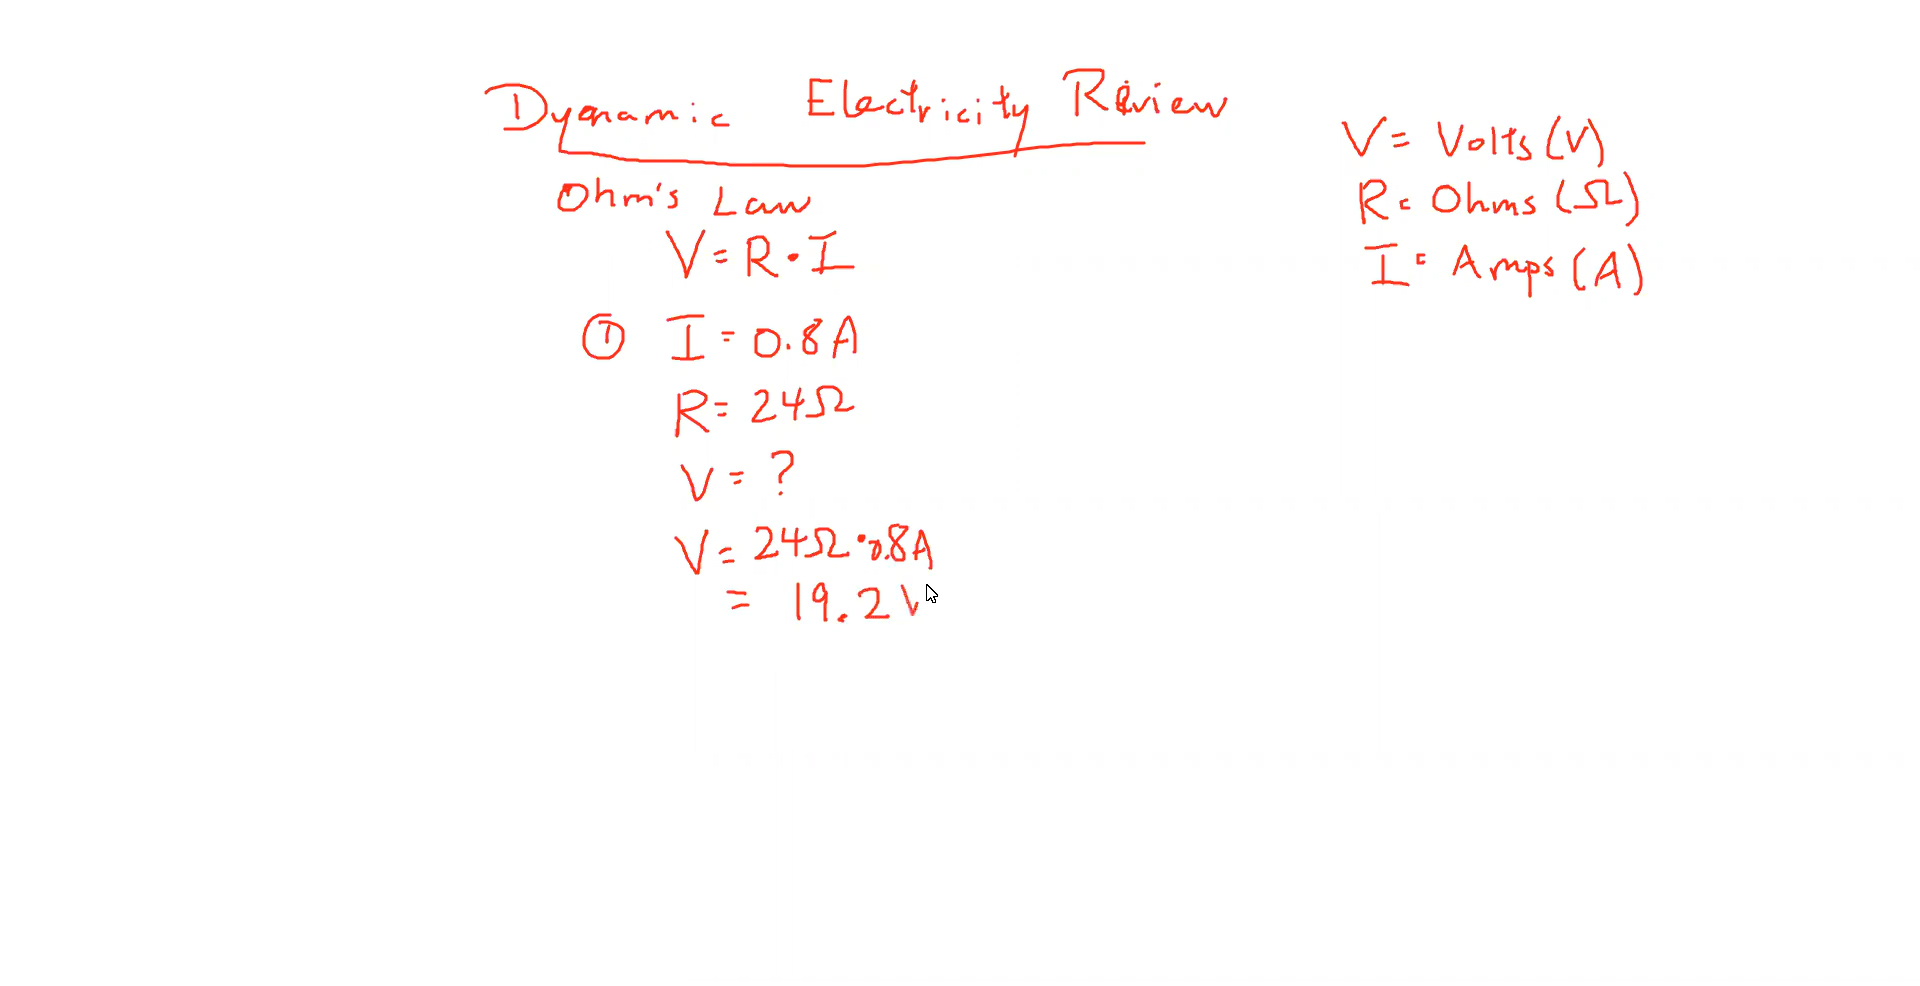 Dynamic Electricity Review
Ohm's Law
V = R · I
① I = 0.8A
R = 24Ω
V = ?
V = 24Ω · 0.8A
= 19.2V
V = Volts (V)
R = Ohms (Ω)
I = Amps (A)